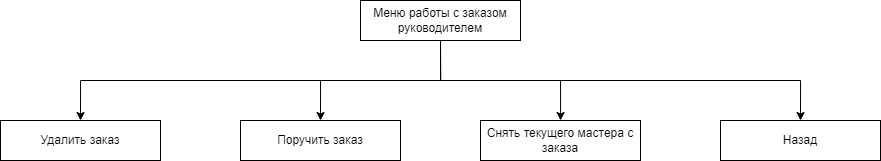 Меню работы с заказом
руководителем
Удалить заказ
Поручить заказ
Снять текущего мастера с
заказа
Назад